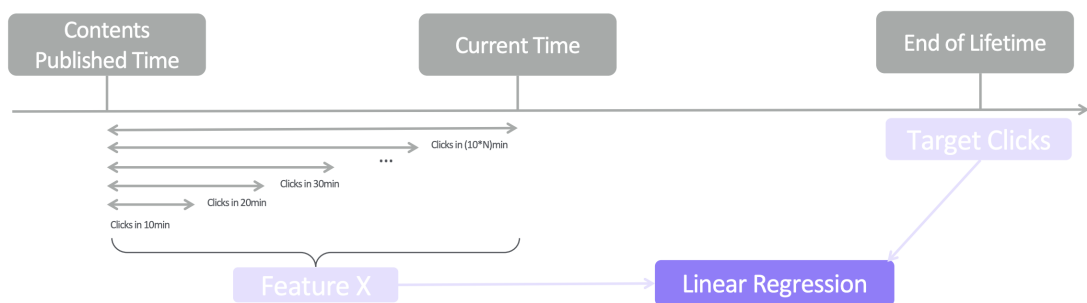 Contents
Published Time
Current Time
End of Lifetime
Target Clicks
Clicks in (10*N)min
...
Clicks in 30min
Clicks in 20min
Clicks in 10min
Feature X
Linear Regression